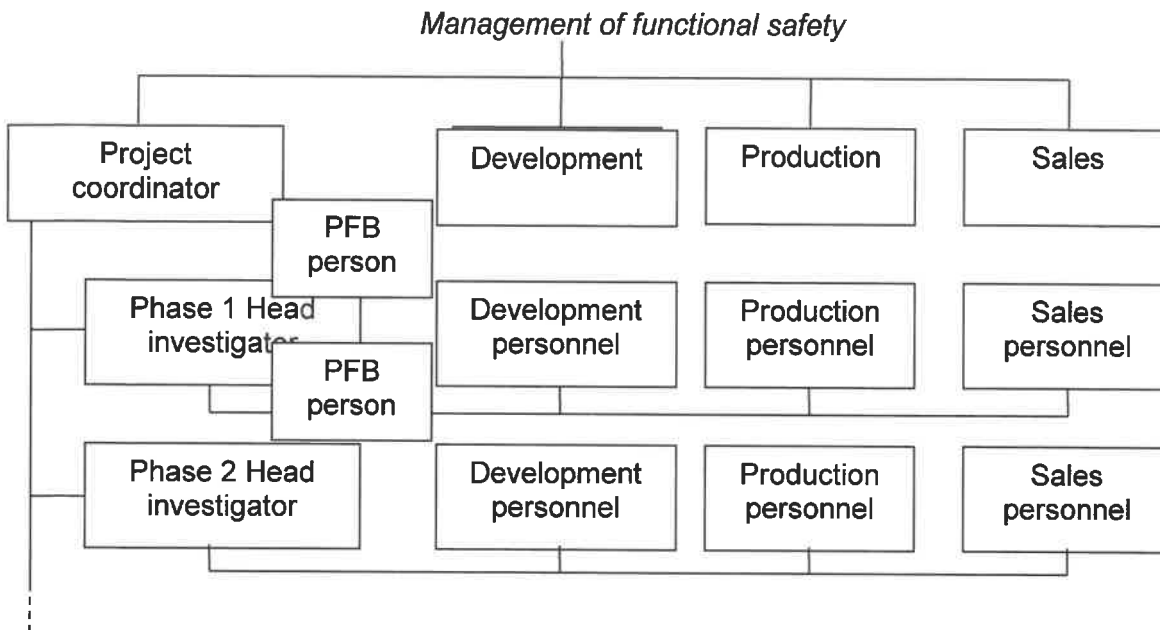 Management of functional safety
Project
coordinator
Development
Production
Sales
PFB
person
Phase 1 Head
investigator
PFB
person
Development
personnel
Production
personnel
Sales
personnel
Phase 2 Head
investigator
Development
personnel
Production
personnel
Sales
personnel